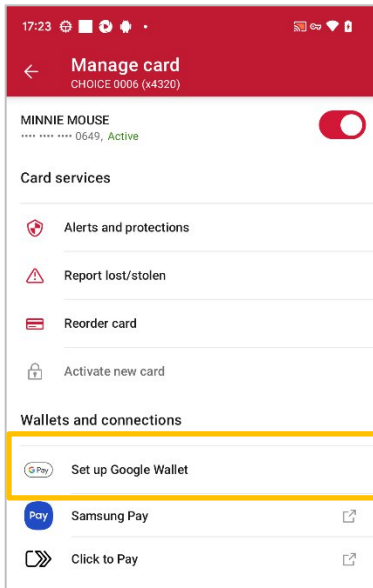 17:23
Manage card
CHOICE 0006 (x4320)
MINNIE MOUSE
•••• •••• •••• 0649, Active
Card services
Alerts and protections
Report lost/stolen
Reorder card
Activate new card
Wallets and connections
G Pay Set up Google Wallet
Pay Samsung Pay
Click to Pay